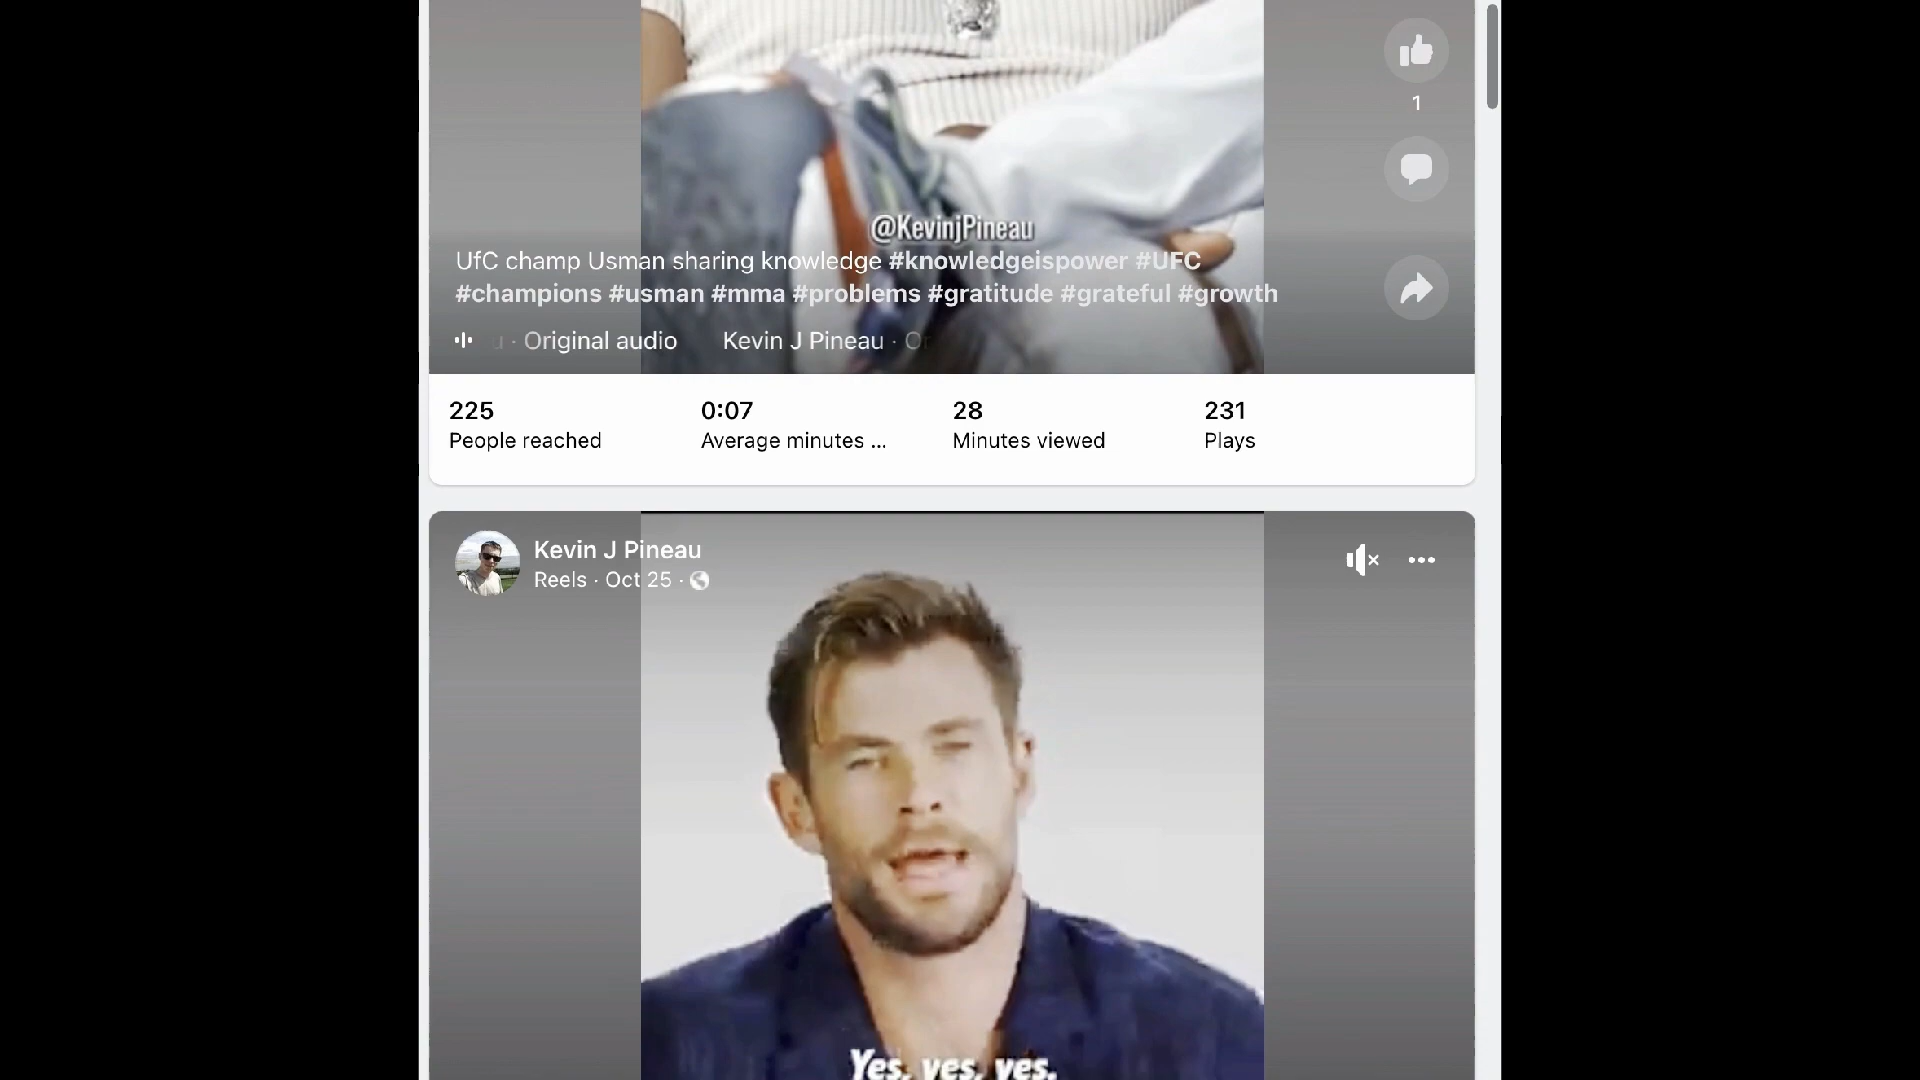 1
@KevinjPineau
UfC champ Usman sharing knowledge #knowledgeispower #UFC
#champions #usman #mma #problems #gratitude #grateful #growth
u · Original audio Kevin J Pineau · Or
225 0:07 28 231
People reached Average minutes ... Minutes viewed Plays
Kevin J Pineau
Reels · Oct 25 ·
Yes, yes, yes.